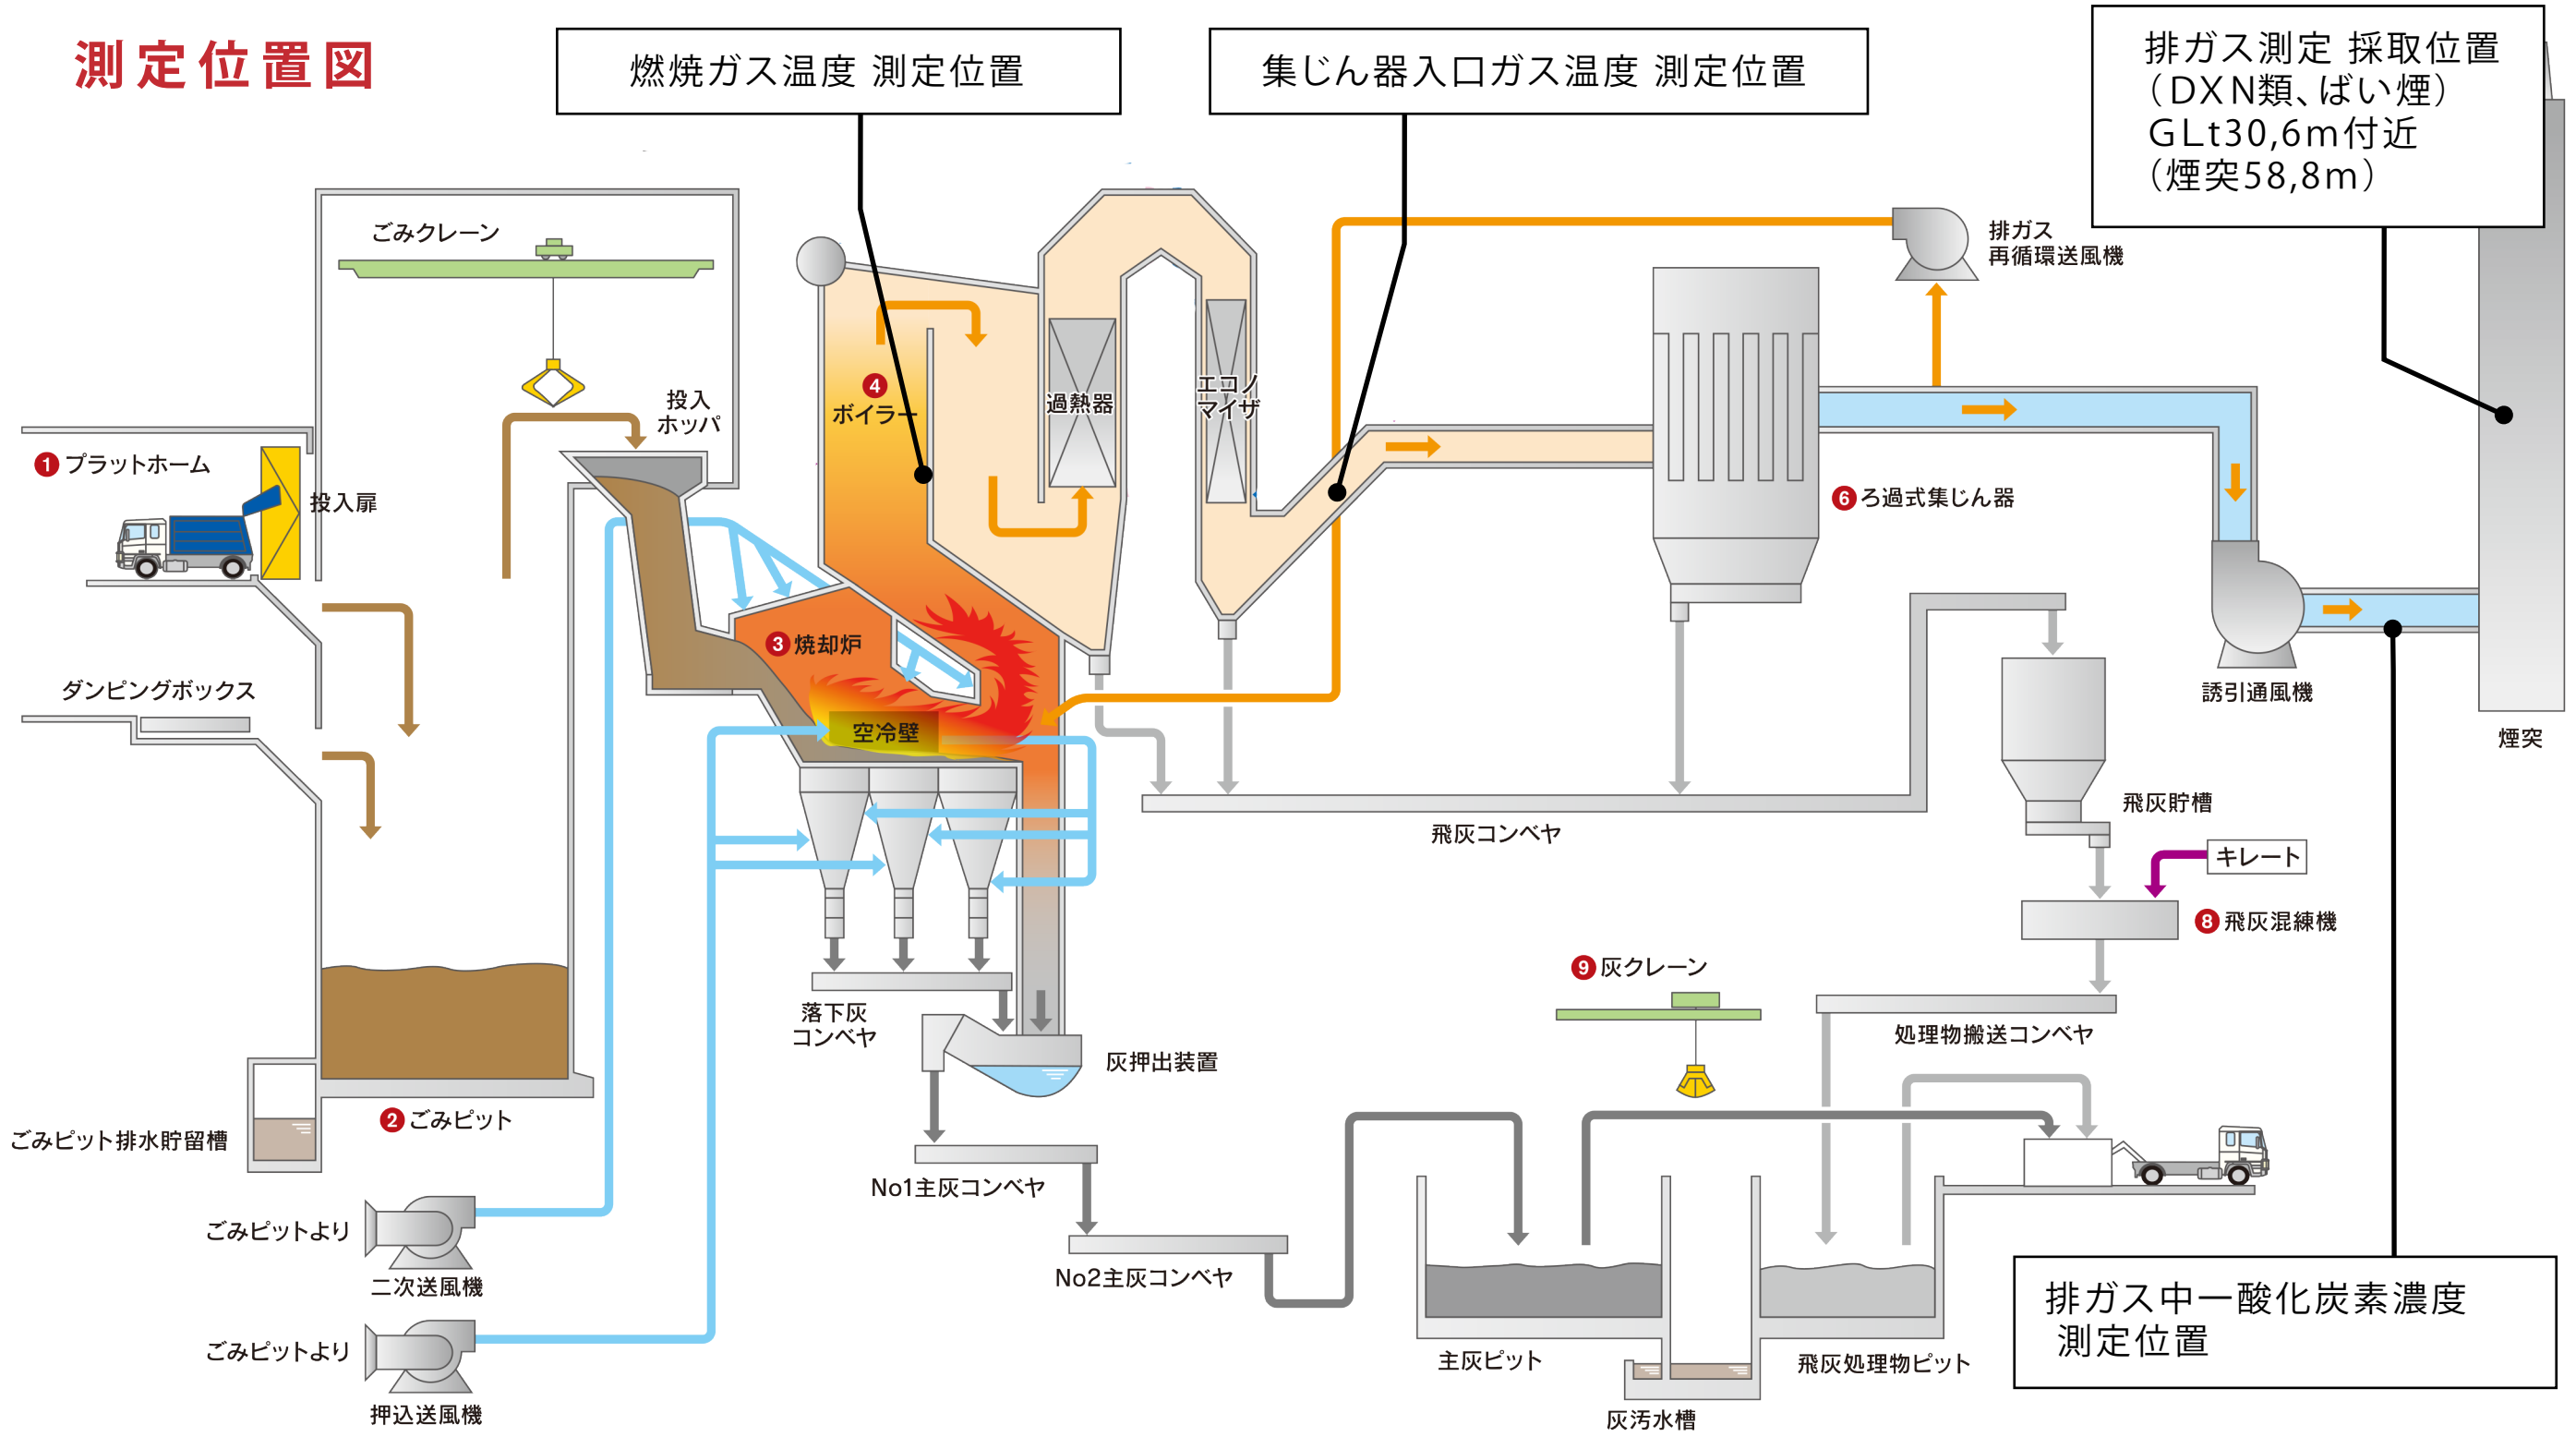 測定位置図
燃焼ガス温度 測定位置
集じん器入口ガス温度 測定位置
排ガス測定 採取位置
（DXN類、ばい煙）
GLt30,6m付近
（煙突58,8m）
ごみクレーン
排ガス
再循環送風機
投入
ホッパ
4
ボイラー
過熱器
エコノ
マイザ
1 プラットホーム
投入扉
6 ろ過式集じん器
3 焼却炉
ダンピングボックス
誘引通風機
空冷壁
煙突
飛灰貯槽
飛灰コンベヤ
キレート
8 飛灰混練機
9 灰クレーン
落下灰
コンベヤ
処理物搬送コンベヤ
灰押出装置
2 ごみピット
ごみピット排水貯留槽
No1主灰コンベヤ
ごみピットより
二次送風機
No2主灰コンベヤ
排ガス中一酸化炭素濃度
測定位置
ごみピットより
押込送風機
主灰ピット
飛灰処理物ピット
灰汚水槽